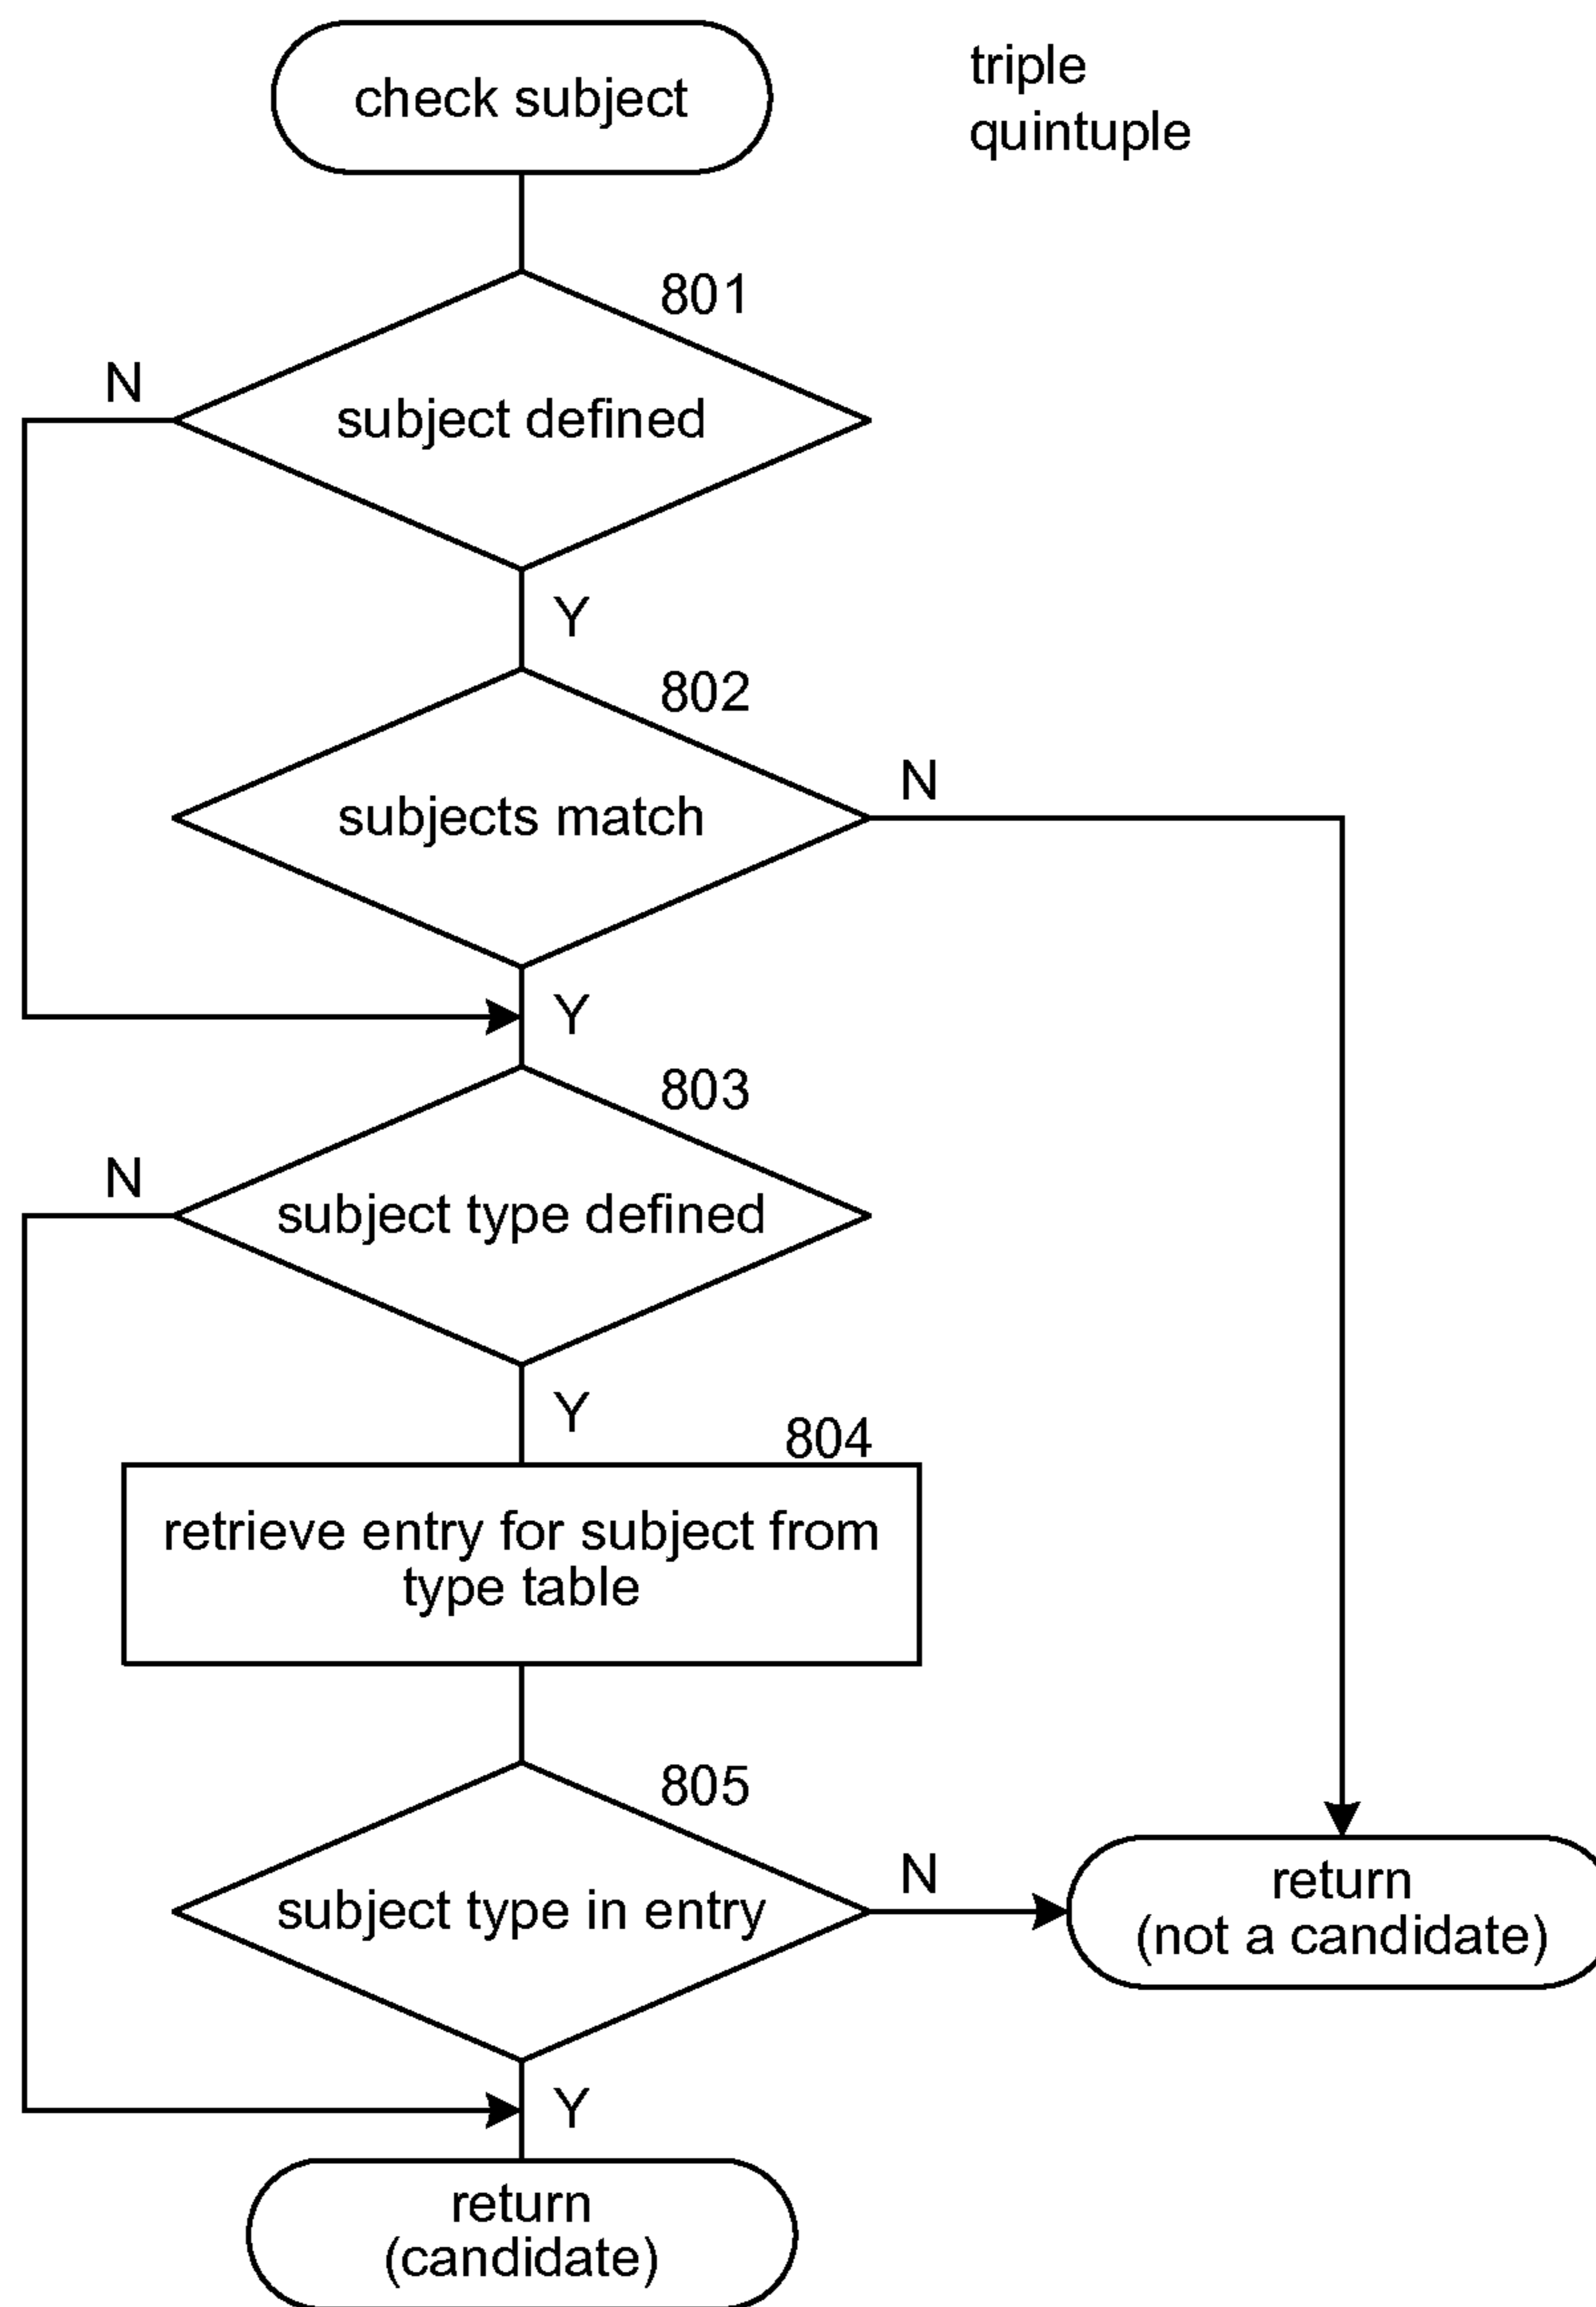 check subject
triple
quintuple
801
N
subject defined
Y
802
N
subjects match
Y
803
N
subject type defined
Y
804
retrieve entry for subject from
type table
805
N
subject type in entry
return
(not a candidate)
Y
return
(candidate)